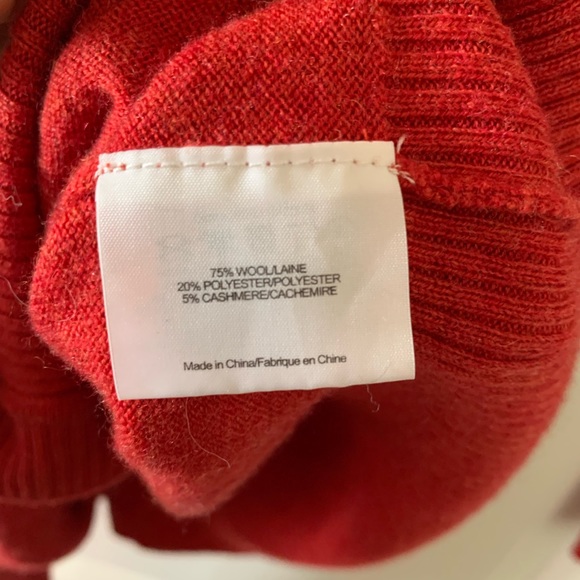 75% WOOL/LAINE
20% POLYESTER/POLYESTER
5% CASHMERE/CACHEMIRE
Made in China/Fabrique en Chine